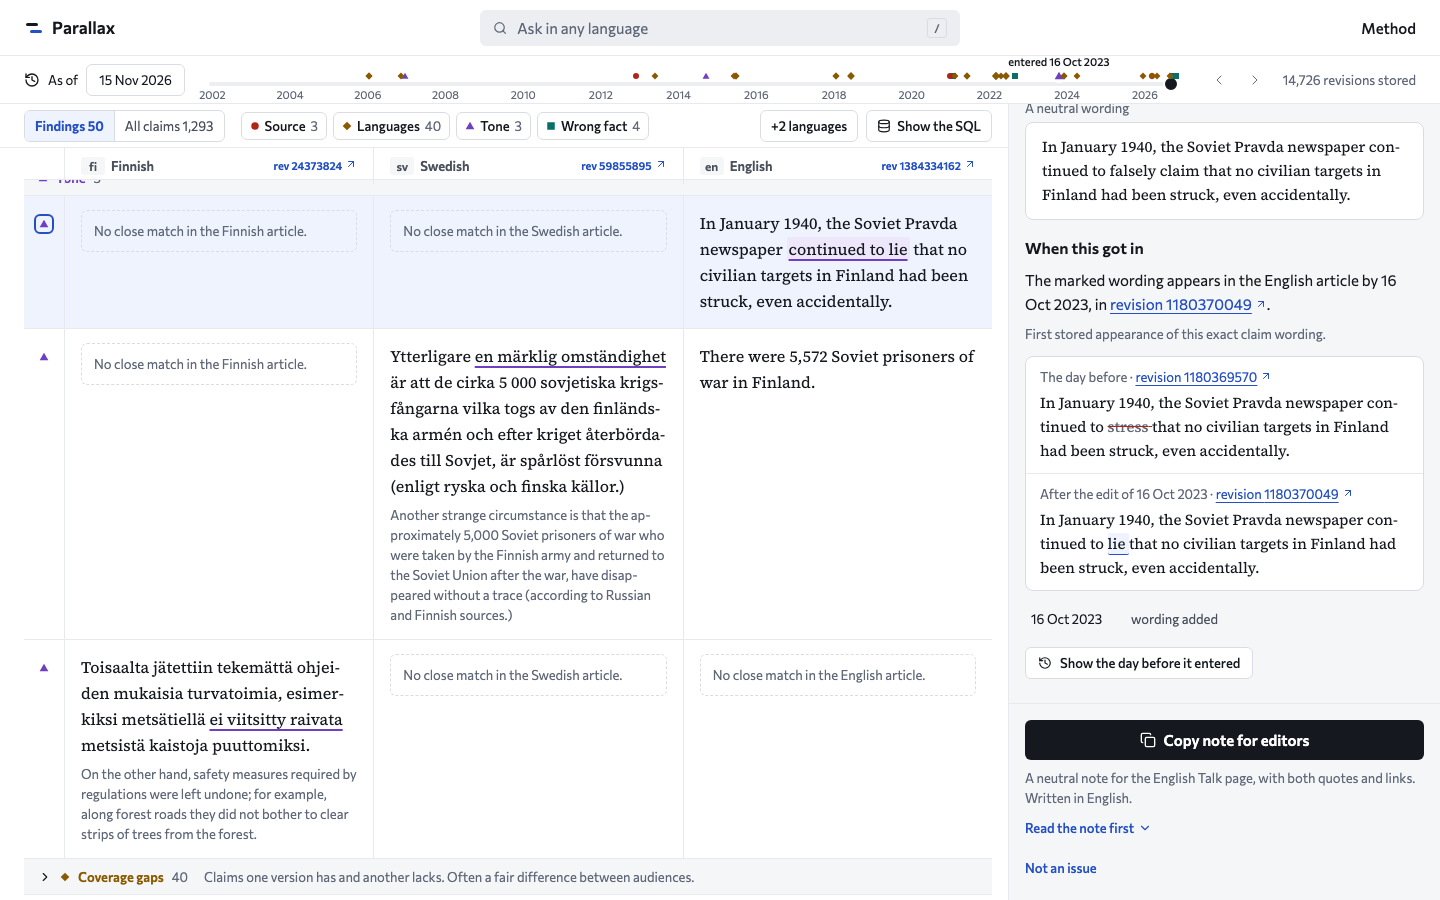 Parallax
Ask in any language
/
Method
As of
15 Nov 2026
entered 16 Oct 2023
2002 2004 2006 2008 2010 2012 2014 2016 2018 2020 2022 2024 2026
14,726 revisions stored
Findings 50
All claims 1,293
Source 3
Languages 40
Tone 3
Wrong fact 4
+2 languages
Show the SQL
fi Finnish rev 24373824
sv Swedish rev 59855895
en English rev 1384334162
No close match in the Finnish article.
No close match in the Swedish article.
In January 1940, the Soviet Pravda
newspaper continued to lie that no
civilian targets in Finland had been
struck, even accidentally.
No close match in the Finnish article.
Ytterligare en märklig omständighet
är att de cirka 5 000 sovjetiska krigs-
fångarna vilka togs av den finländs-
ka armén och efter kriget återbörda-
des till Sovjet, är spårlöst försvunna
(enligt ryska och finska källor.)
Another strange circumstance is that the ap-
proximately 5,000 Soviet prisoners of war who
were taken by the Finnish army and returned to
the Soviet Union after the war, have disap-
peared without a trace (according to Russian
and Finnish sources.)
There were 5,572 Soviet prisoners of
war in Finland.
Toisaalta jätettiin tekemättä ohjei-
den mukaisia turvatoimia, esimer-
kiksi metsätiellä ei viitsitty raivata
metsistä kaistoja puuttomiksi.
On the other hand, safety measures required by
regulations were left undone; for example,
along forest roads they did not bother to clear
strips of trees from the forest.
No close match in the Swedish article.
No close match in the English article.
Coverage gaps 40 Claims one version has and another lacks. Often a fair difference between audiences.
A neutral wording
In January 1940, the Soviet Pravda newspaper con-
tinued to falsely claim that no civilian targets in
Finland had been struck, even accidentally.
When this got in
The marked wording appears in the English article by 16
Oct 2023, in revision 1180370049.
First stored appearance of this exact claim wording.
The day before · revision 1180369570
In January 1940, the Soviet Pravda newspaper con-
tinued to stress that no civilian targets in Finland
had been struck, even accidentally.
After the edit of 16 Oct 2023 · revision 1180370049
In January 1940, the Soviet Pravda newspaper con-
tinued to lie that no civilian targets in Finland had
been struck, even accidentally.
16 Oct 2023 wording added
Show the day before it entered
Copy note for editors
A neutral note for the English Talk page, with both quotes and links.
Written in English.
Read the note first
Not an issue